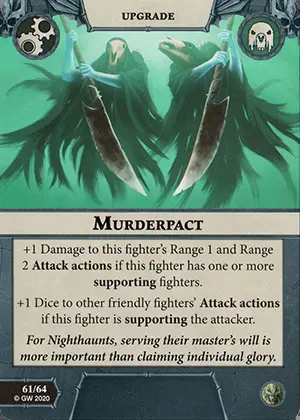 UPGRADE
MURDERPACT
+1 Damage to this fighter's Range 1 and Range
2 Attack actions if this fighter has one or more
supporting fighters.
+1 Dice to other friendly fighters' Attack actions
if this fighter is supporting the attacker.
For Nighthaunts, serving their master's will is
more important than claiming individual glory.
61/64
© GW 2020